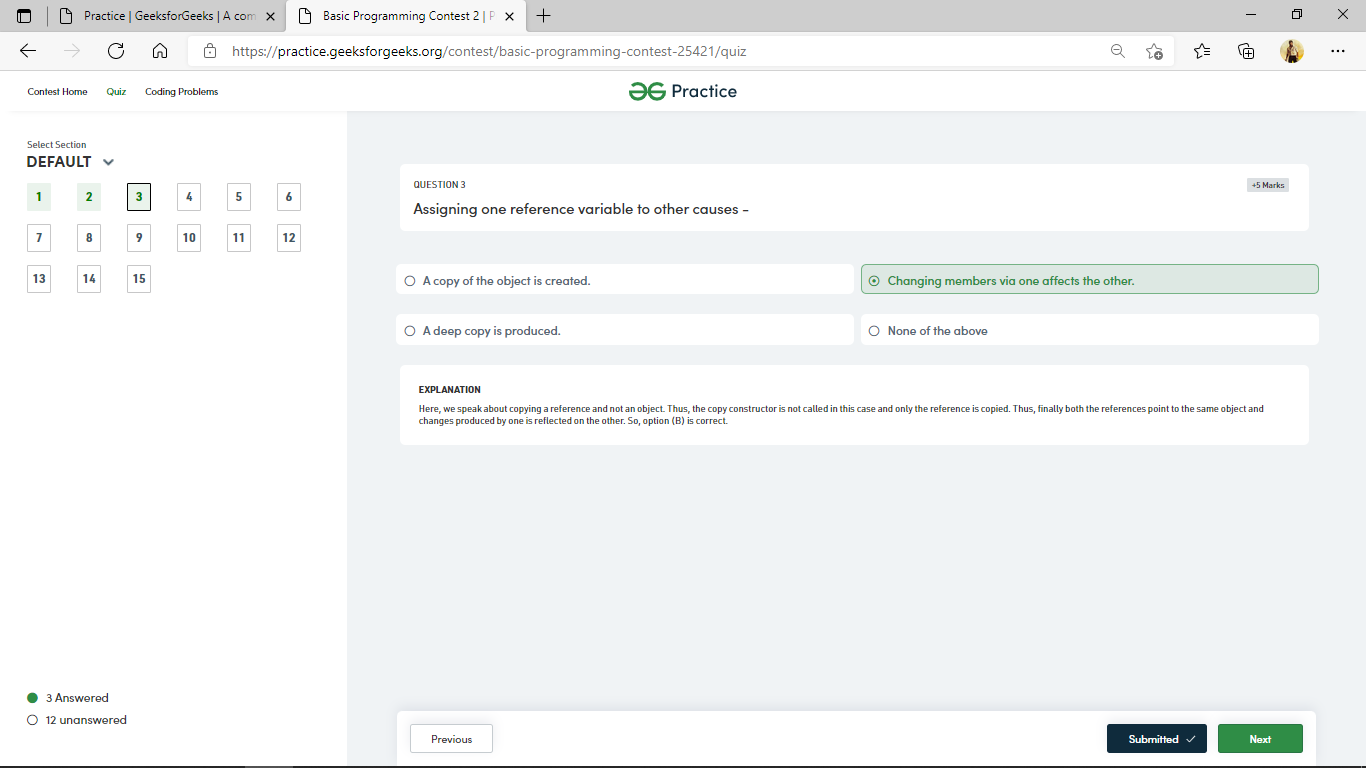 Practice | GeeksforGeeks | A com
Basic Programming Contest 2 | P
https://practice.geeksforgeeks.org/contest/basic-programming-contest-25421/quiz
Contest Home Quiz Coding Problems
Practice
Select Section
DEFAULT
1 2 3 4 5 6
7 8 9 10 11 12
13 14 15
QUESTION 3
+5 Marks
Assigning one reference variable to other causes -
A copy of the object is created.
Changing members via one affects the other.
A deep copy is produced.
None of the above
EXPLANATION
Here, we speak about copying a reference and not an object. Thus, the copy constructor is not called in this case and only the reference is copied. Thus, finally both the references point to the same object and
changes produced by one is reflected on the other. So, option (B) is correct.
3 Answered
12 unanswered
Previous
Submitted
Next